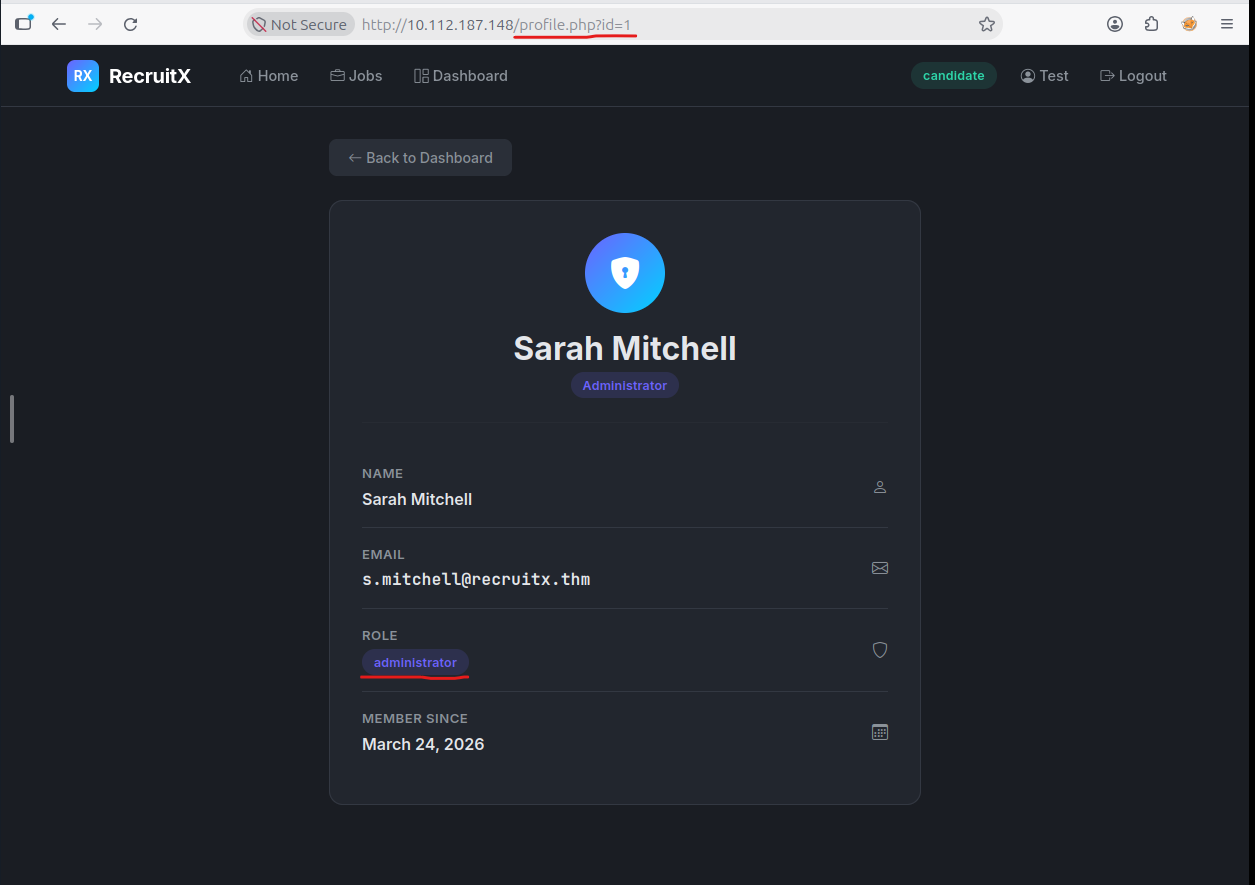 Not Secure http://10.112.187.148/profile.php?id=1
RX RecruitX Home Jobs Dashboard candidate Test Logout
← Back to Dashboard
Sarah Mitchell
Administrator
NAME
Sarah Mitchell
EMAIL
s.mitchell@recruitx.thm
ROLE
administrator
MEMBER SINCE
March 24, 2026